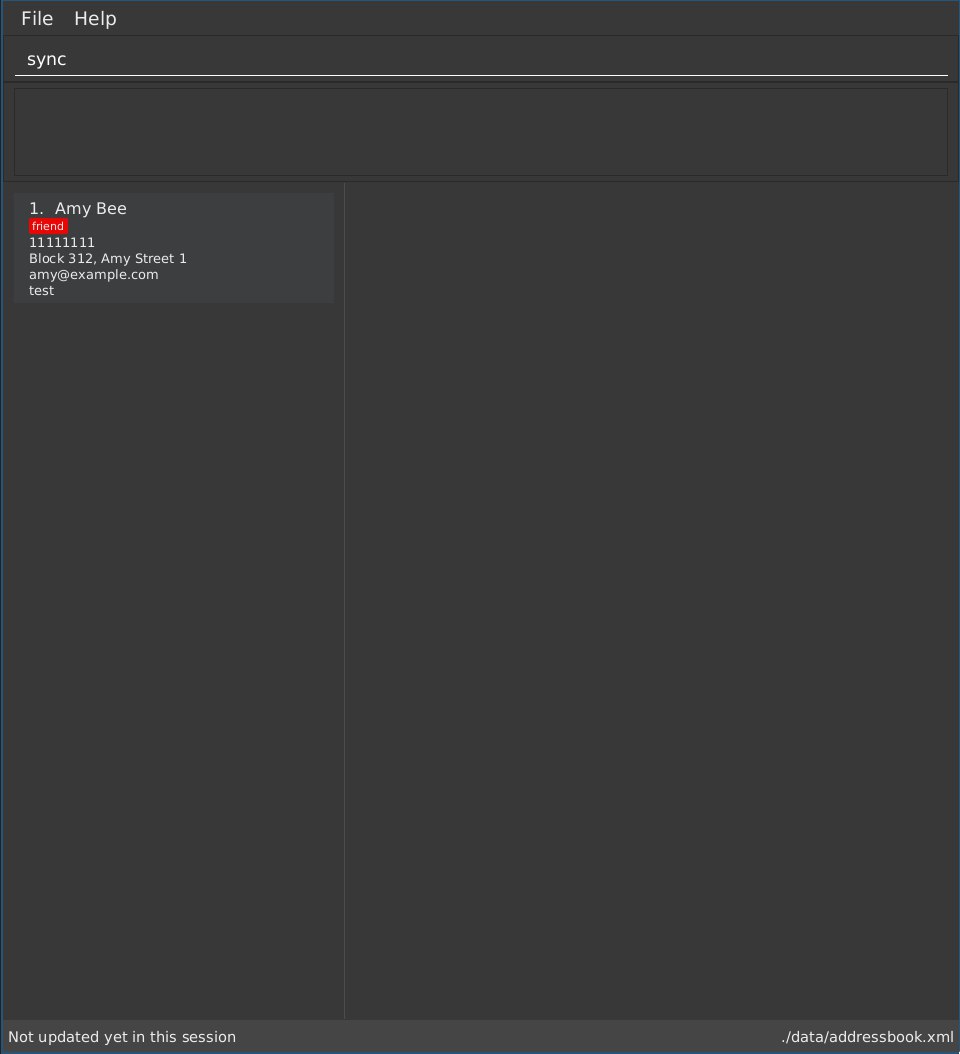 File Help
sync
1. Amy Bee
friend
11111111
Block 312, Amy Street 1
amy@example.com
test
Not updated yet in this session ./data/addressbook.xml